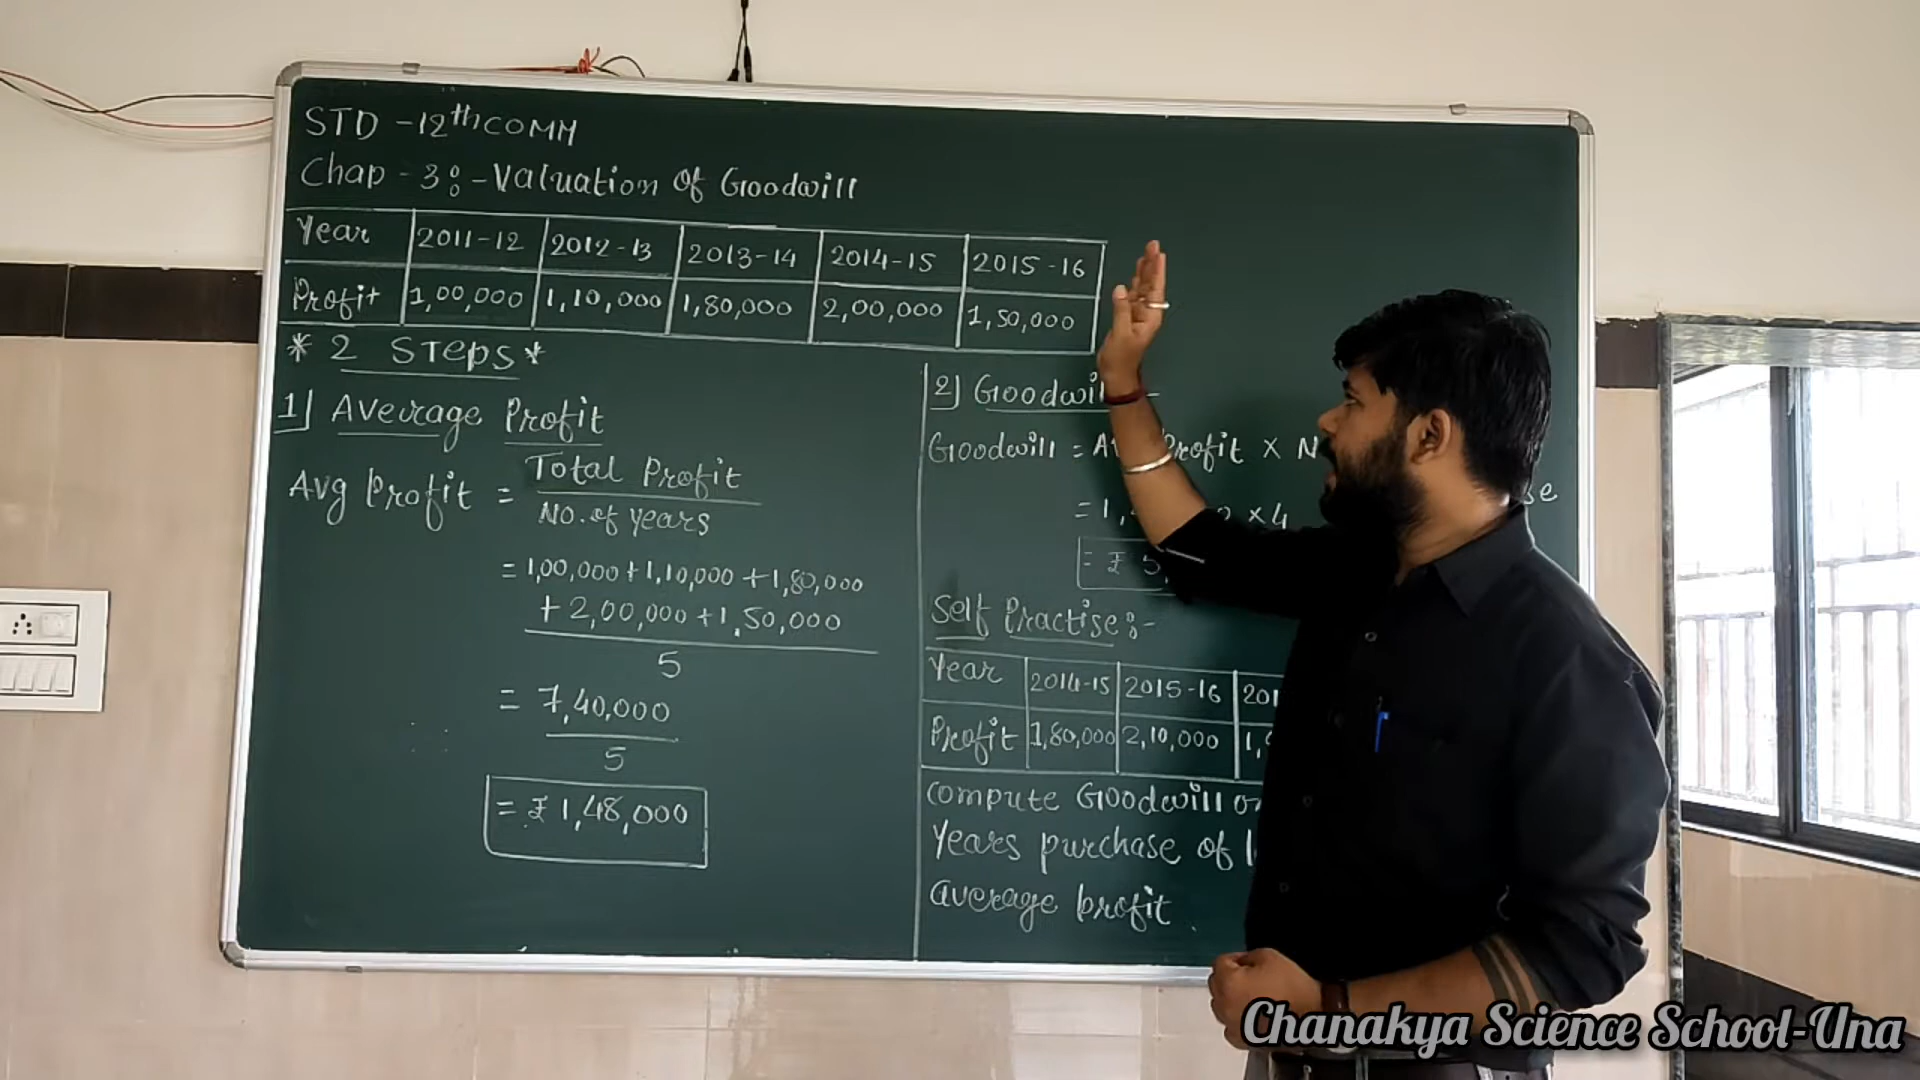 STD - 12th COMM
Chap - 3:- Valuation of Goodwill
Year 2011-12 2012-13 2013-14 2014-15 2015-16
Profit 1,00,000 1,10,000 1,80,000 2,00,000 1,50,000
* 2 Steps *
1] Average Profit
Avg Profit = Total Profit
No. of years
= 1,00,000 + 1,10,000 + 1,80,000
+ 2,00,000 + 1,50,000
5
= 7,40,000
5
= ₹ 1,48,000
2] Goodwil
Goodwill = Profit × N
= 1, ×4
= ₹ 5
Self Practise:-
Year 2014-15 2015-16 201
Profit 1,80,000 2,10,000 1,
Compute Goodwill
Years purchase of
average profit.
Chanakya Science School-Una